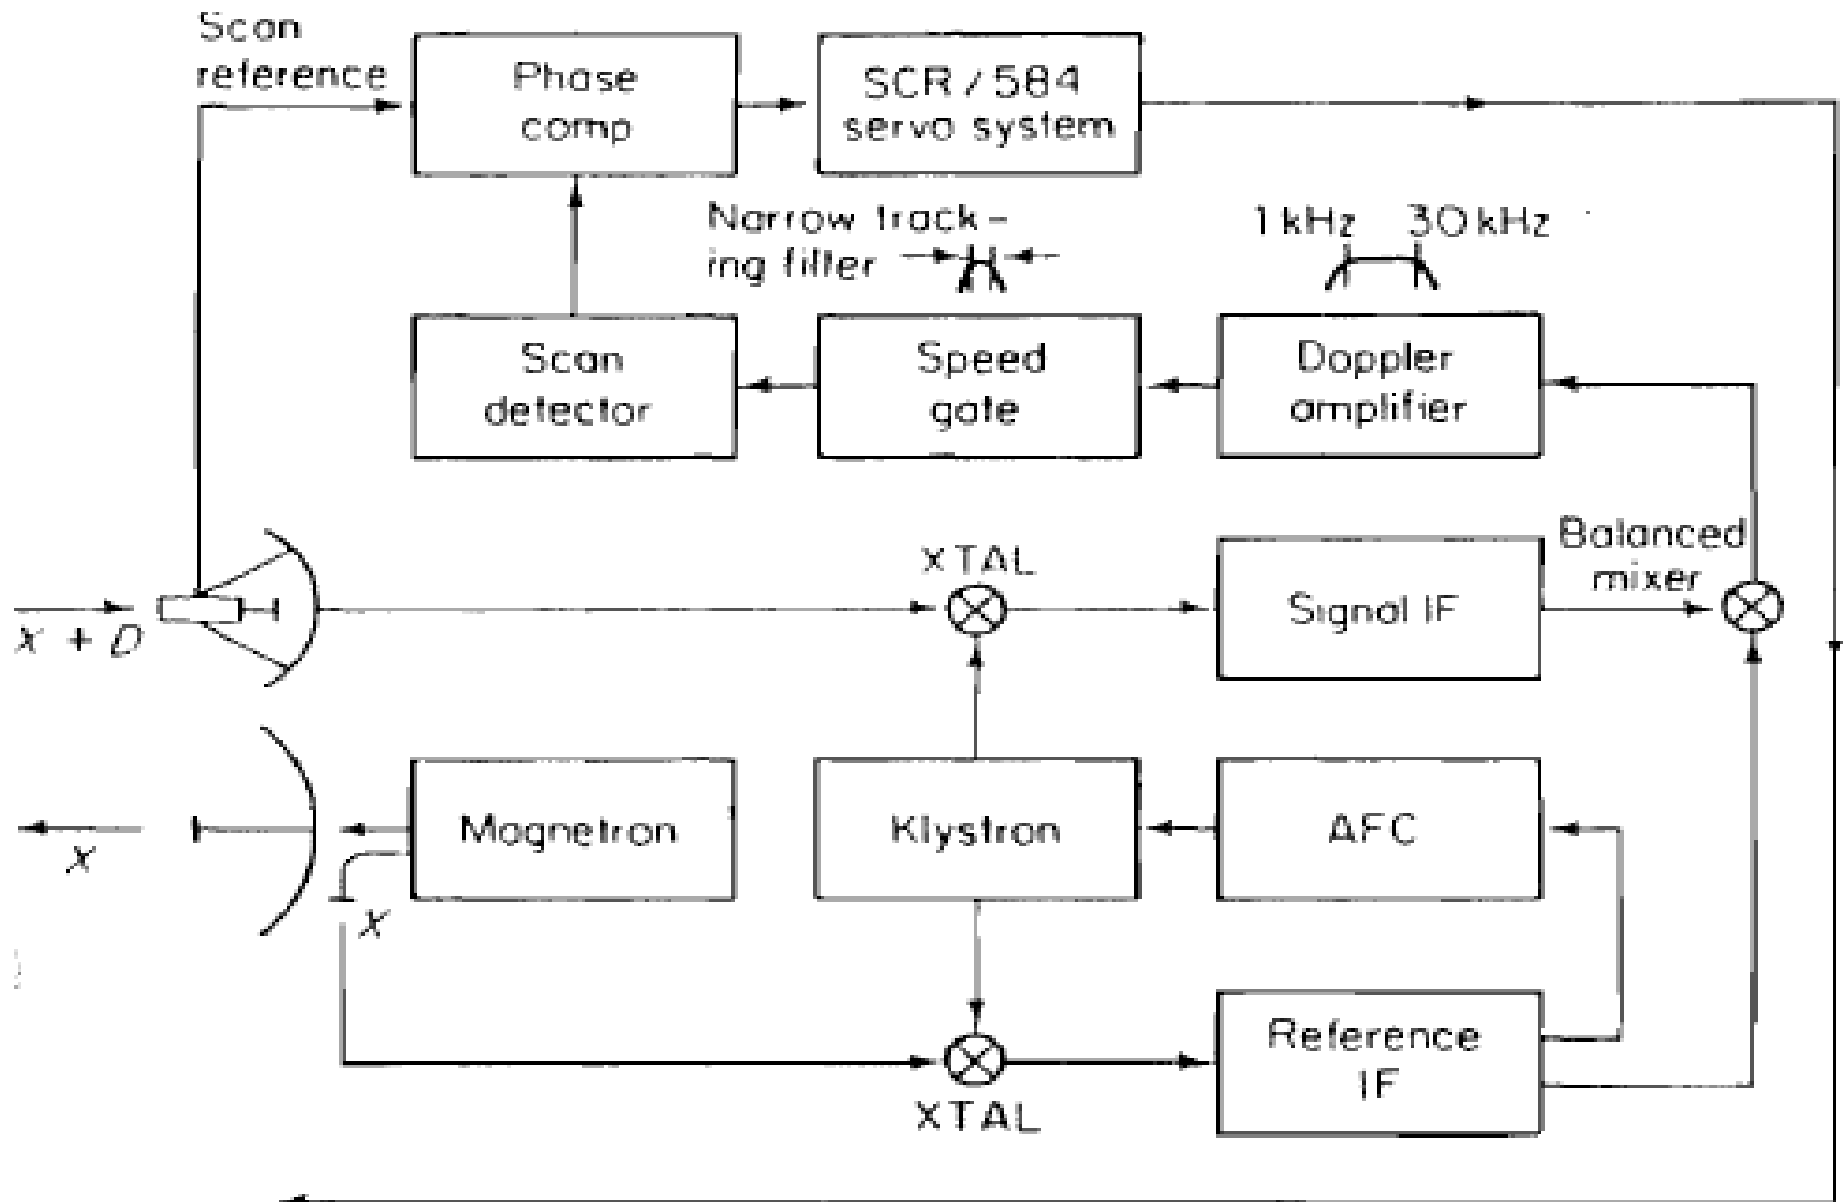 Scan
reference
Phase
comp
SCR / 584
servo system
Narrow track-
ing filter
1 kHz
30 kHz
Scan
detector
Speed
gate
Doppler
amplifier
XTAL
Signal IF
Balanced
mixer
X + D
Magnetron
Klystron
AFC
X
X
XTAL
Reference
IF